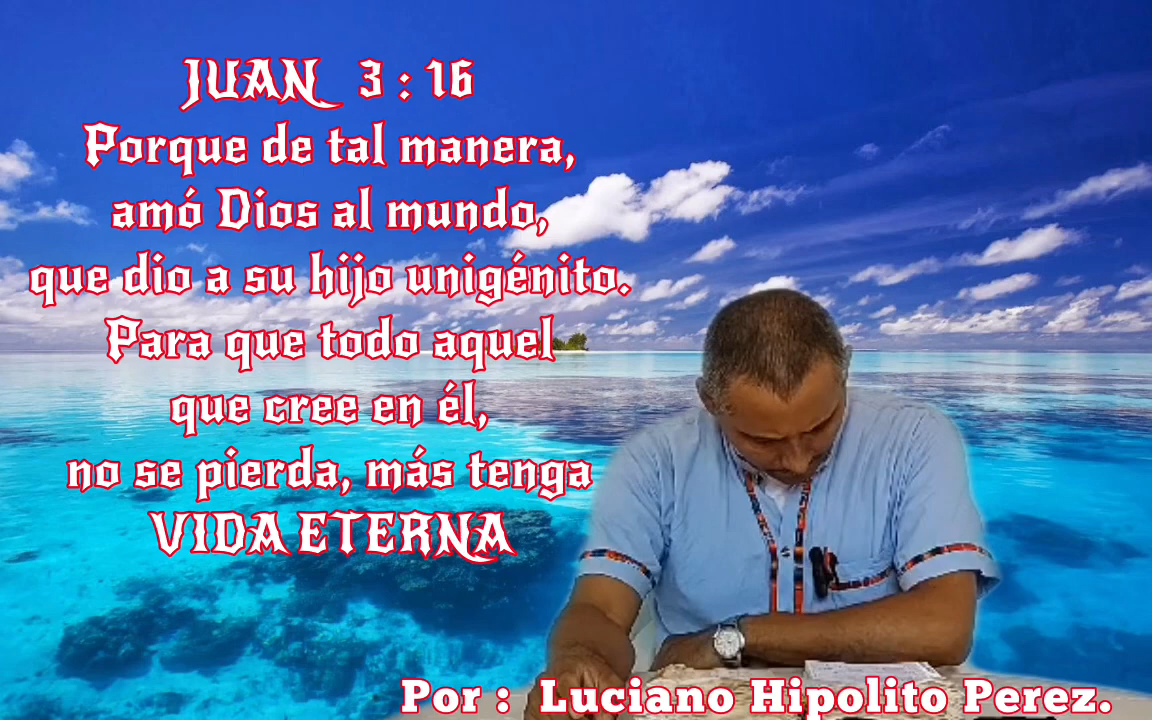 JUAN 3 : 16
Porque de tal manera,
amó Dios al mundo,
que dio a su hijo unigénito.
Para que todo aquel
que cree en él,
no se pierda, más tenga
VIDA ETERNA
Por : Luciano Hipolito Perez.